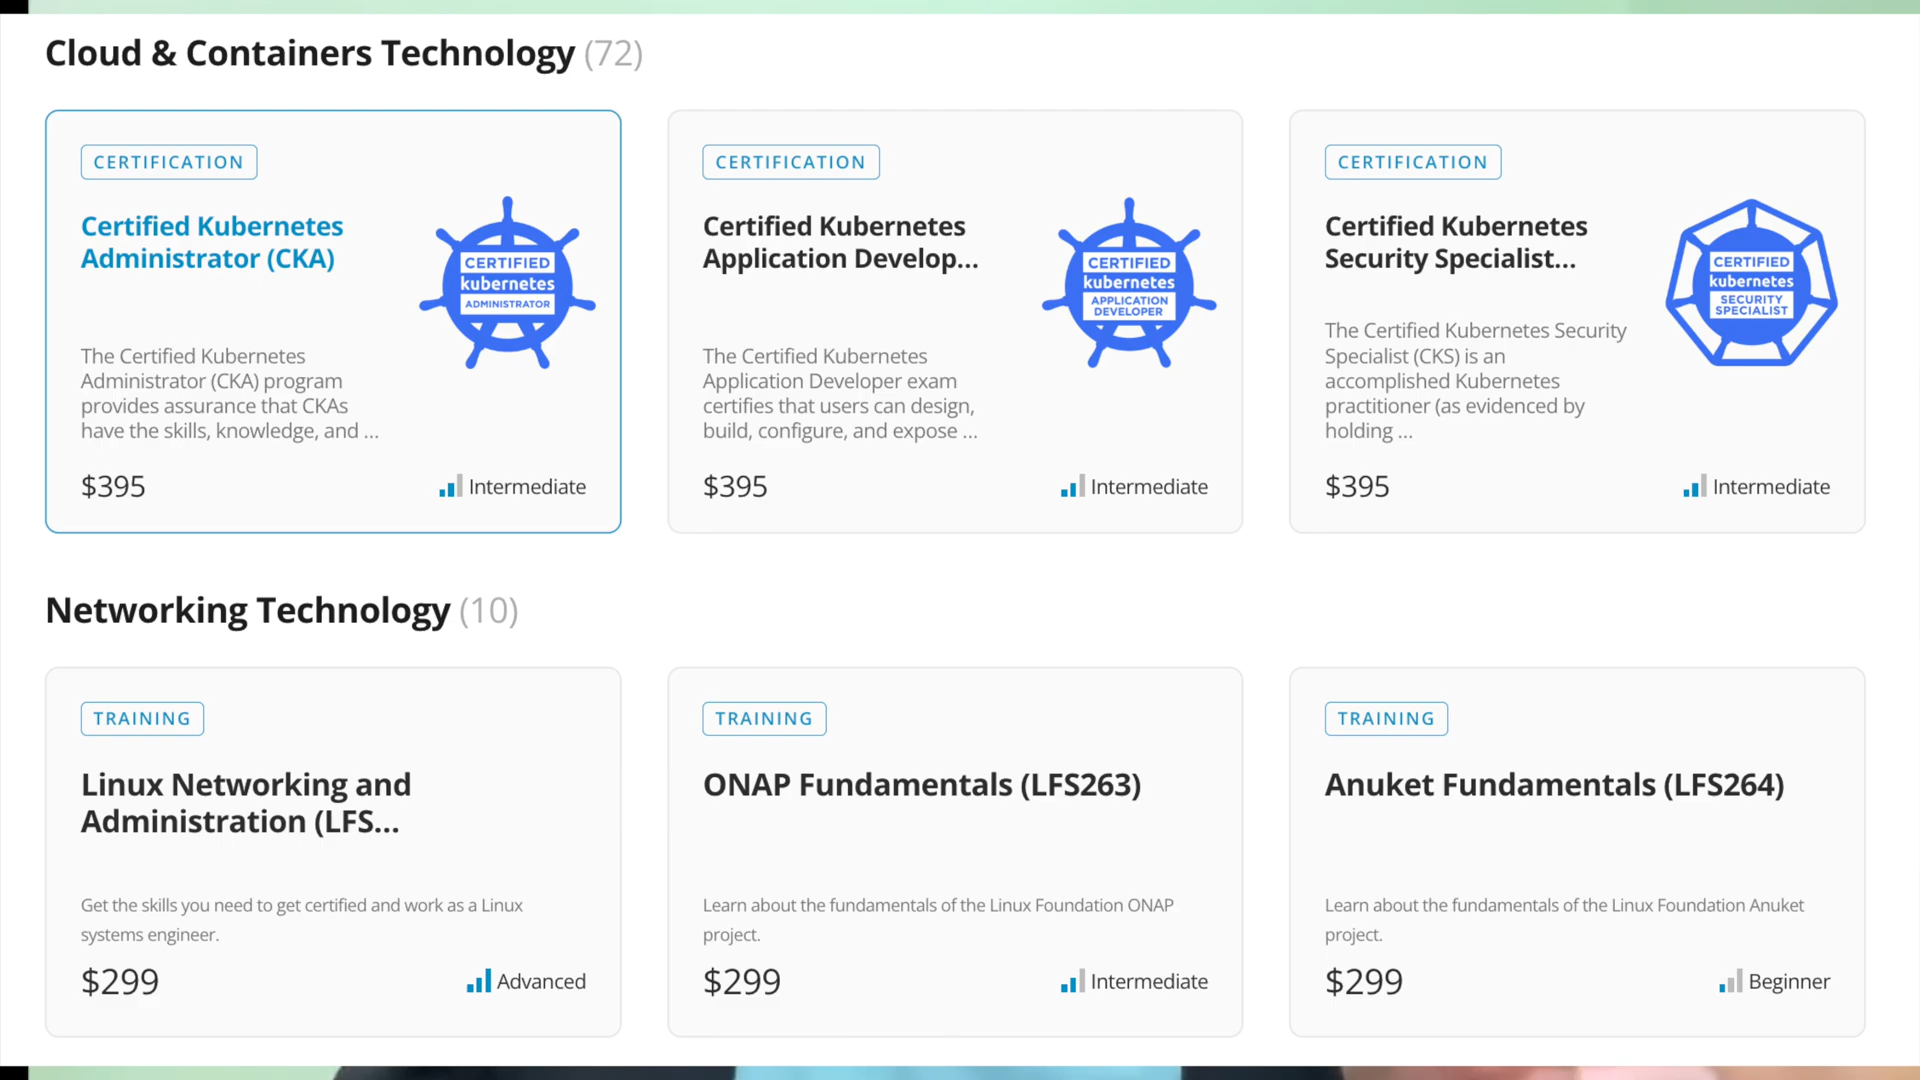 Cloud & Containers Technology (72)
CERTIFICATION
Certified Kubernetes
Administrator (CKA)
CERTIFIED
kubernetes
ADMINISTRATOR
The Certified Kubernetes
Administrator (CKA) program
provides assurance that CKAs
have the skills, knowledge, and ...
$395
Intermediate
CERTIFICATION
Certified Kubernetes
Application Develop...
CERTIFIED
kubernetes
APPLICATION
DEVELOPER
The Certified Kubernetes
Application Developer exam
certifies that users can design,
build, configure, and expose ...
$395
Intermediate
CERTIFICATION
Certified Kubernetes
Security Specialist...
CERTIFIED
kubernetes
SECURITY
SPECIALIST
The Certified Kubernetes Security
Specialist (CKS) is an
accomplished Kubernetes
practitioner (as evidenced by
holding ...
$395
Intermediate
Networking Technology (10)
TRAINING
Linux Networking and
Administration (LFS...
Get the skills you need to get certified and work as a Linux
systems engineer.
$299
Advanced
TRAINING
ONAP Fundamentals (LFS263)
Learn about the fundamentals of the Linux Foundation ONAP
project.
$299
Intermediate
TRAINING
Anuket Fundamentals (LFS264)
Learn about the fundamentals of the Linux Foundation Anuket
project.
$299
Beginner